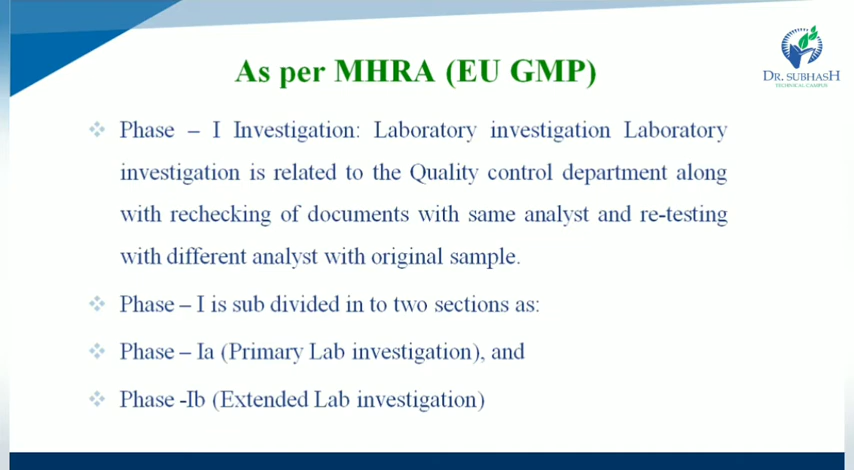 As per MHRA (EU GMP)
DR. SUBHASH
TECHNICAL CAMPUS
Phase – I Investigation: Laboratory investigation Laboratory
investigation is related to the Quality control department along
with rechecking of documents with same analyst and re-testing
with different analyst with original sample.
Phase – I is sub divided in to two sections as:
Phase – Ia (Primary Lab investigation), and
Phase -Ib (Extended Lab investigation)